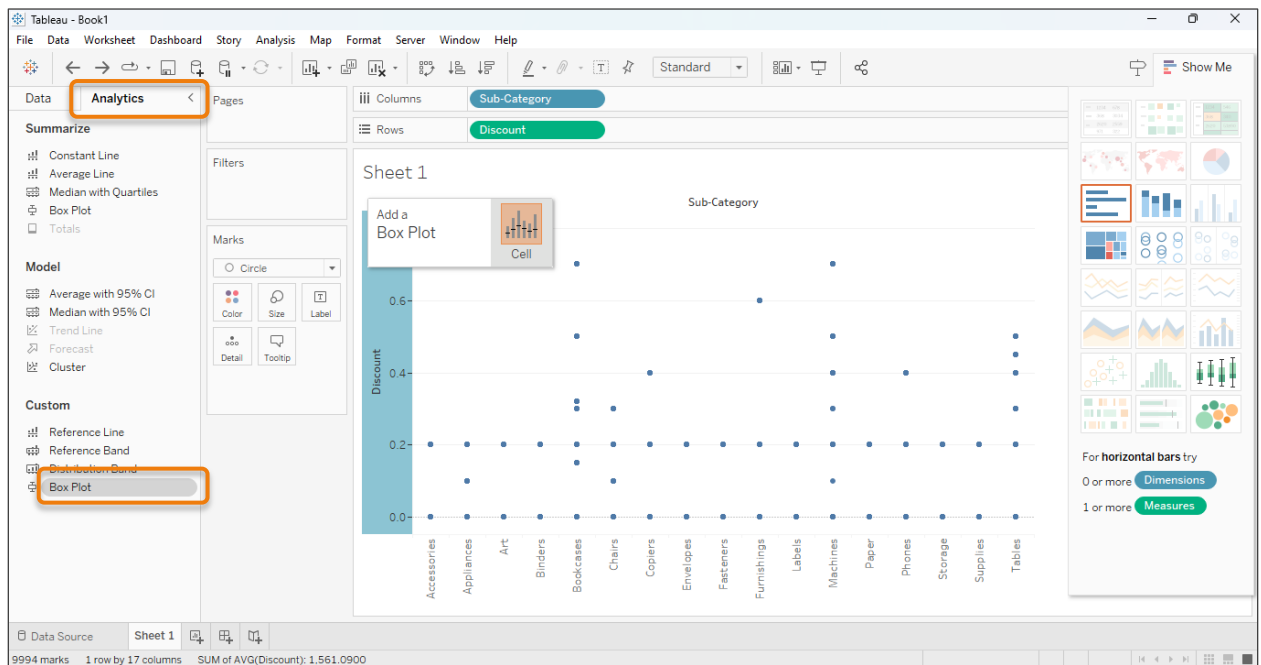 Tableau - Book1
File Data Worksheet Dashboard Story Analysis Map Format Server Window Help
Standard
Show Me
Data Analytics
Pages
Columns Sub-Category
Rows Discount
Summarize
Constant Line
Average Line
Median with Quartiles
Box Plot
Totals
Model
Average with 95% CI
Median with 95% CI
Trend Line
Forecast
Cluster
Custom
Reference Line
Reference Band
Distribution Band
Box Plot
Filters
Marks
Circle
Color Size Label
Detail Tooltip
Sheet 1
Add a
Box Plot
Cell
Sub-Category
Discount
0.6
0.4
0.2
0.0
Accessories
Appliances
Art
Binders
Bookcases
Chairs
Copiers
Envelopes
Fasteners
Furnishings
Labels
Machines
Paper
Phones
Storage
Supplies
Tables
For horizontal bars try
0 or more Dimensions
1 or more Measures
Data Source Sheet 1
9994 marks 1 row by 17 columns SUM of AVG(Discount): 1,561.0900